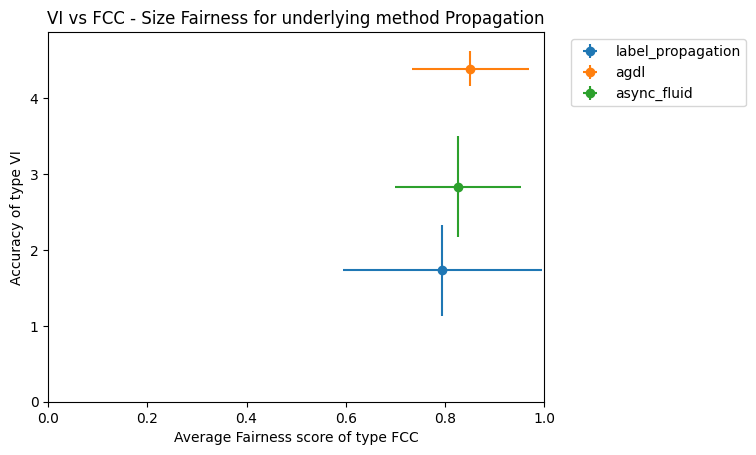 VI vs FCC - Size Fairness for underlying method Propagation
label_propagation
agdl
async_fluid
Accuracy of type VI
4
3
2
1
0
0.0 0.2 0.4 0.6 0.8 1.0
Average Fairness score of type FCC